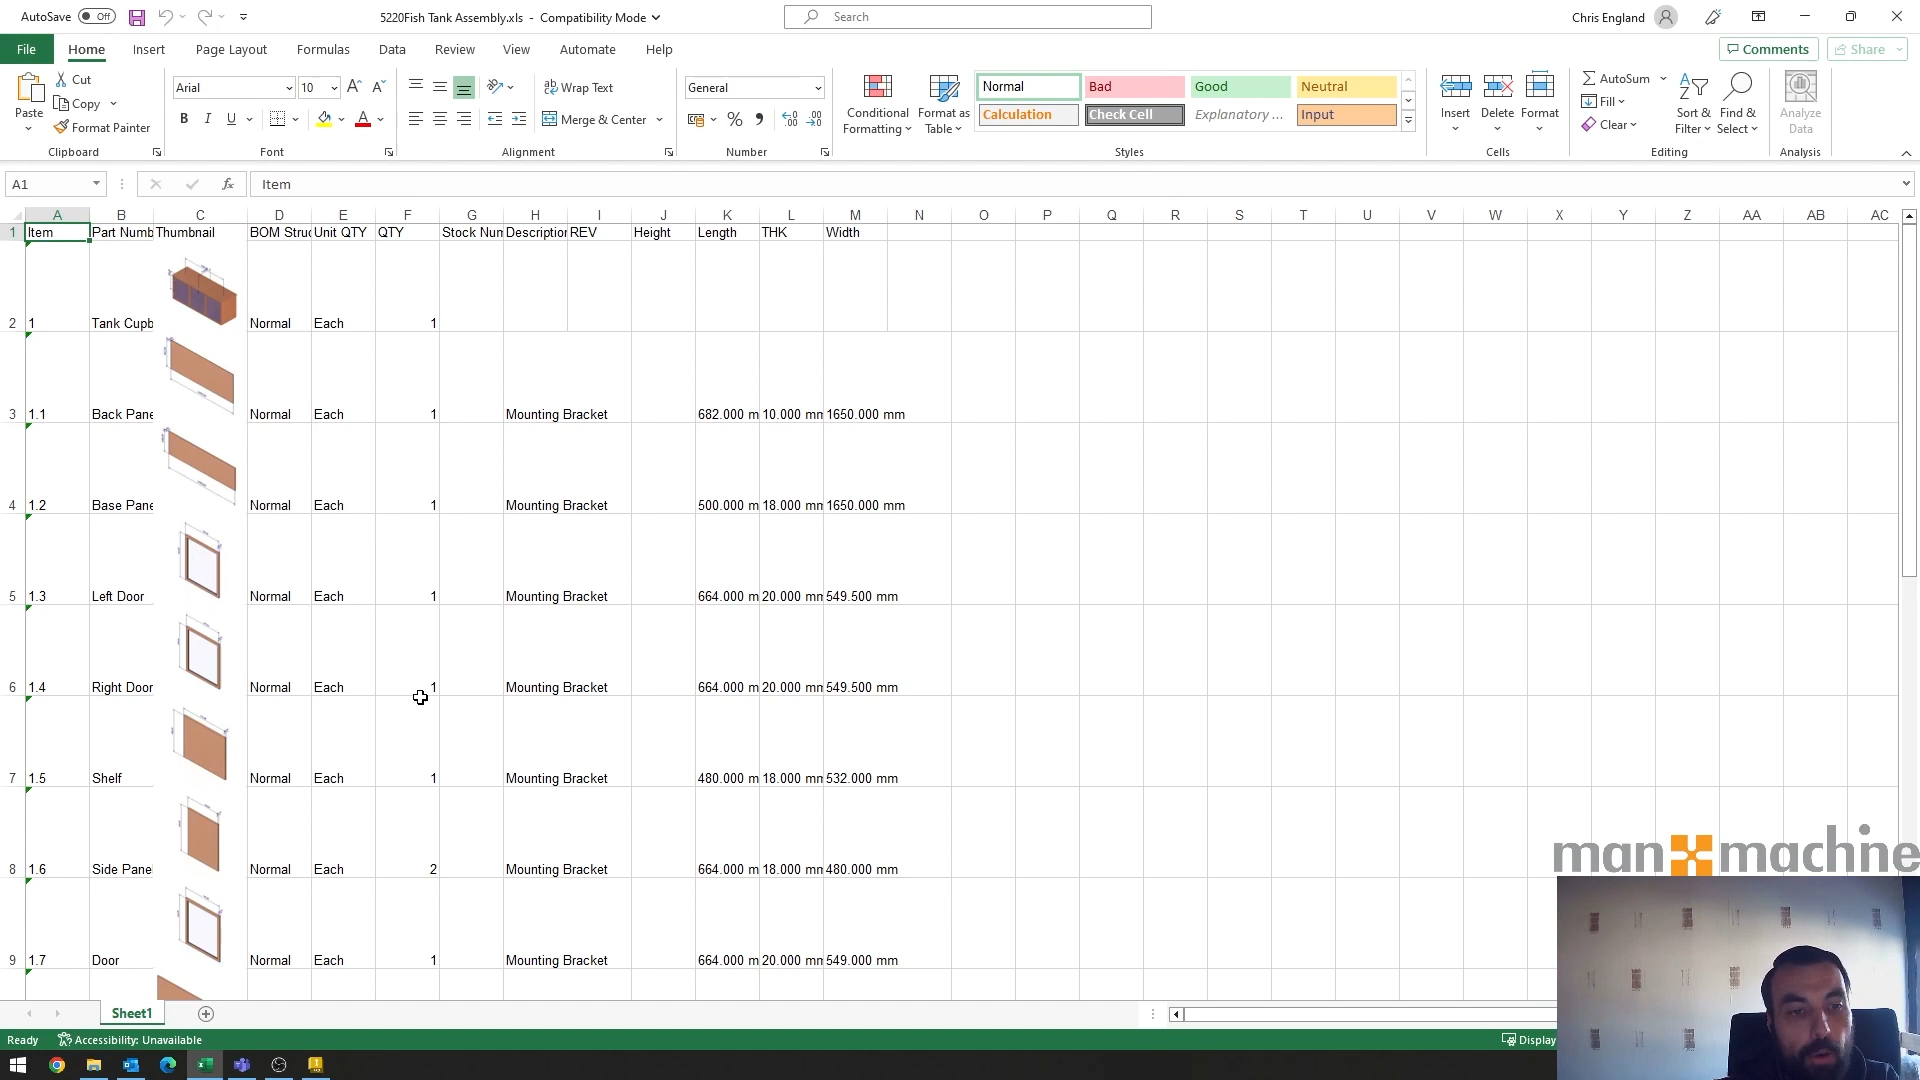 AutoSave Off 5220Fish Tank Assembly.xls - Compatibility Mode Search Chris England
File Home Insert Page Layout Formulas Data Review View Automate Help Comments Share
Paste Cut Copy Format Painter Clipboard
Arial 10 B I U A Font
Wrap Text Merge & Center Alignment
General % Number
Conditional Formatting Format as Table Normal Bad Good Neutral Calculation Check Cell Explanatory ... Input Styles
Insert Delete Format Cells
AutoSum Fill Clear Sort & Filter Find & Select Editing
Analyze Data Analysis
A1 fx Item
A B C D E F G H I J K L M N O P Q R S T U V W X Y Z AA AB AC
1 Item Part Numb Thumbnail BOM Stru Unit QTY QTY Stock Num Description REV Height Length THK Width
2 1 Tank Cupb Normal Each 1
3 1.1 Back Pane Normal Each 1 Mounting Bracket 682.000 m 10.000 mm 1650.000 mm
4 1.2 Base Pane Normal Each 1 Mounting Bracket 500.000 m 18.000 mm 1650.000 mm
5 1.3 Left Door Normal Each 1 Mounting Bracket 664.000 m 20.000 mm 549.500 mm
6 1.4 Right Door Normal Each 1 Mounting Bracket 664.000 m 20.000 mm 549.500 mm
7 1.5 Shelf Normal Each 1 Mounting Bracket 480.000 m 18.000 mm 532.000 mm
8 1.6 Side Panel Normal Each 2 Mounting Bracket 664.000 m 18.000 mm 480.000 mm
9 1.7 Door Normal Each 1 Mounting Bracket 664.000 m 20.000 mm 549.000 mm
man machine
Sheet1
Ready Accessibility: Unavailable Display